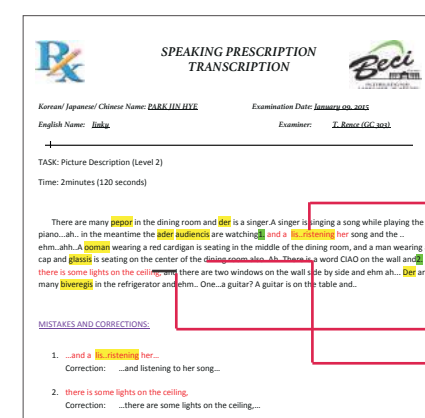 Rx
SPEAKING PRESCRIPTION
TRANSCRIPTION
Beci
Korean/ Japanese/ Chinese Name: PARK JIN HYE Examination Date: January 09, 2015
English Name: Jinky Examiner: T. Rence (GC 303)
TASK: Picture Description (Level 2)
Time: 2minutes (120 seconds)
There are many pepor in the dining room and der is a singer.A singer is singing a song while playing the
piano...ah.. in the meantime the ader audiencis are watching1. and a lis..ristening her song and the ..
ehm..ahh..A ooman wearing a red cardigan is seating in the middle of the dining room, and a man wearing
cap and glassis is seating on the center of the dining room also. Ah. There is a word CIAO on the wall and2.
there is some lights on the ceiling, and there are two windows on the wall side by side and ehm ah... Der ar
many biveregis in the refrigerator and ehm.. One...a guitar? A guitar is on the table and..
MISTAKES AND CORRECTIONS:
1. ...and a lis..ristening her...
Correction: ...and listening to her song...
2. there is some lights on the ceiling,
Correction: ...there are some lights on the ceiling,...